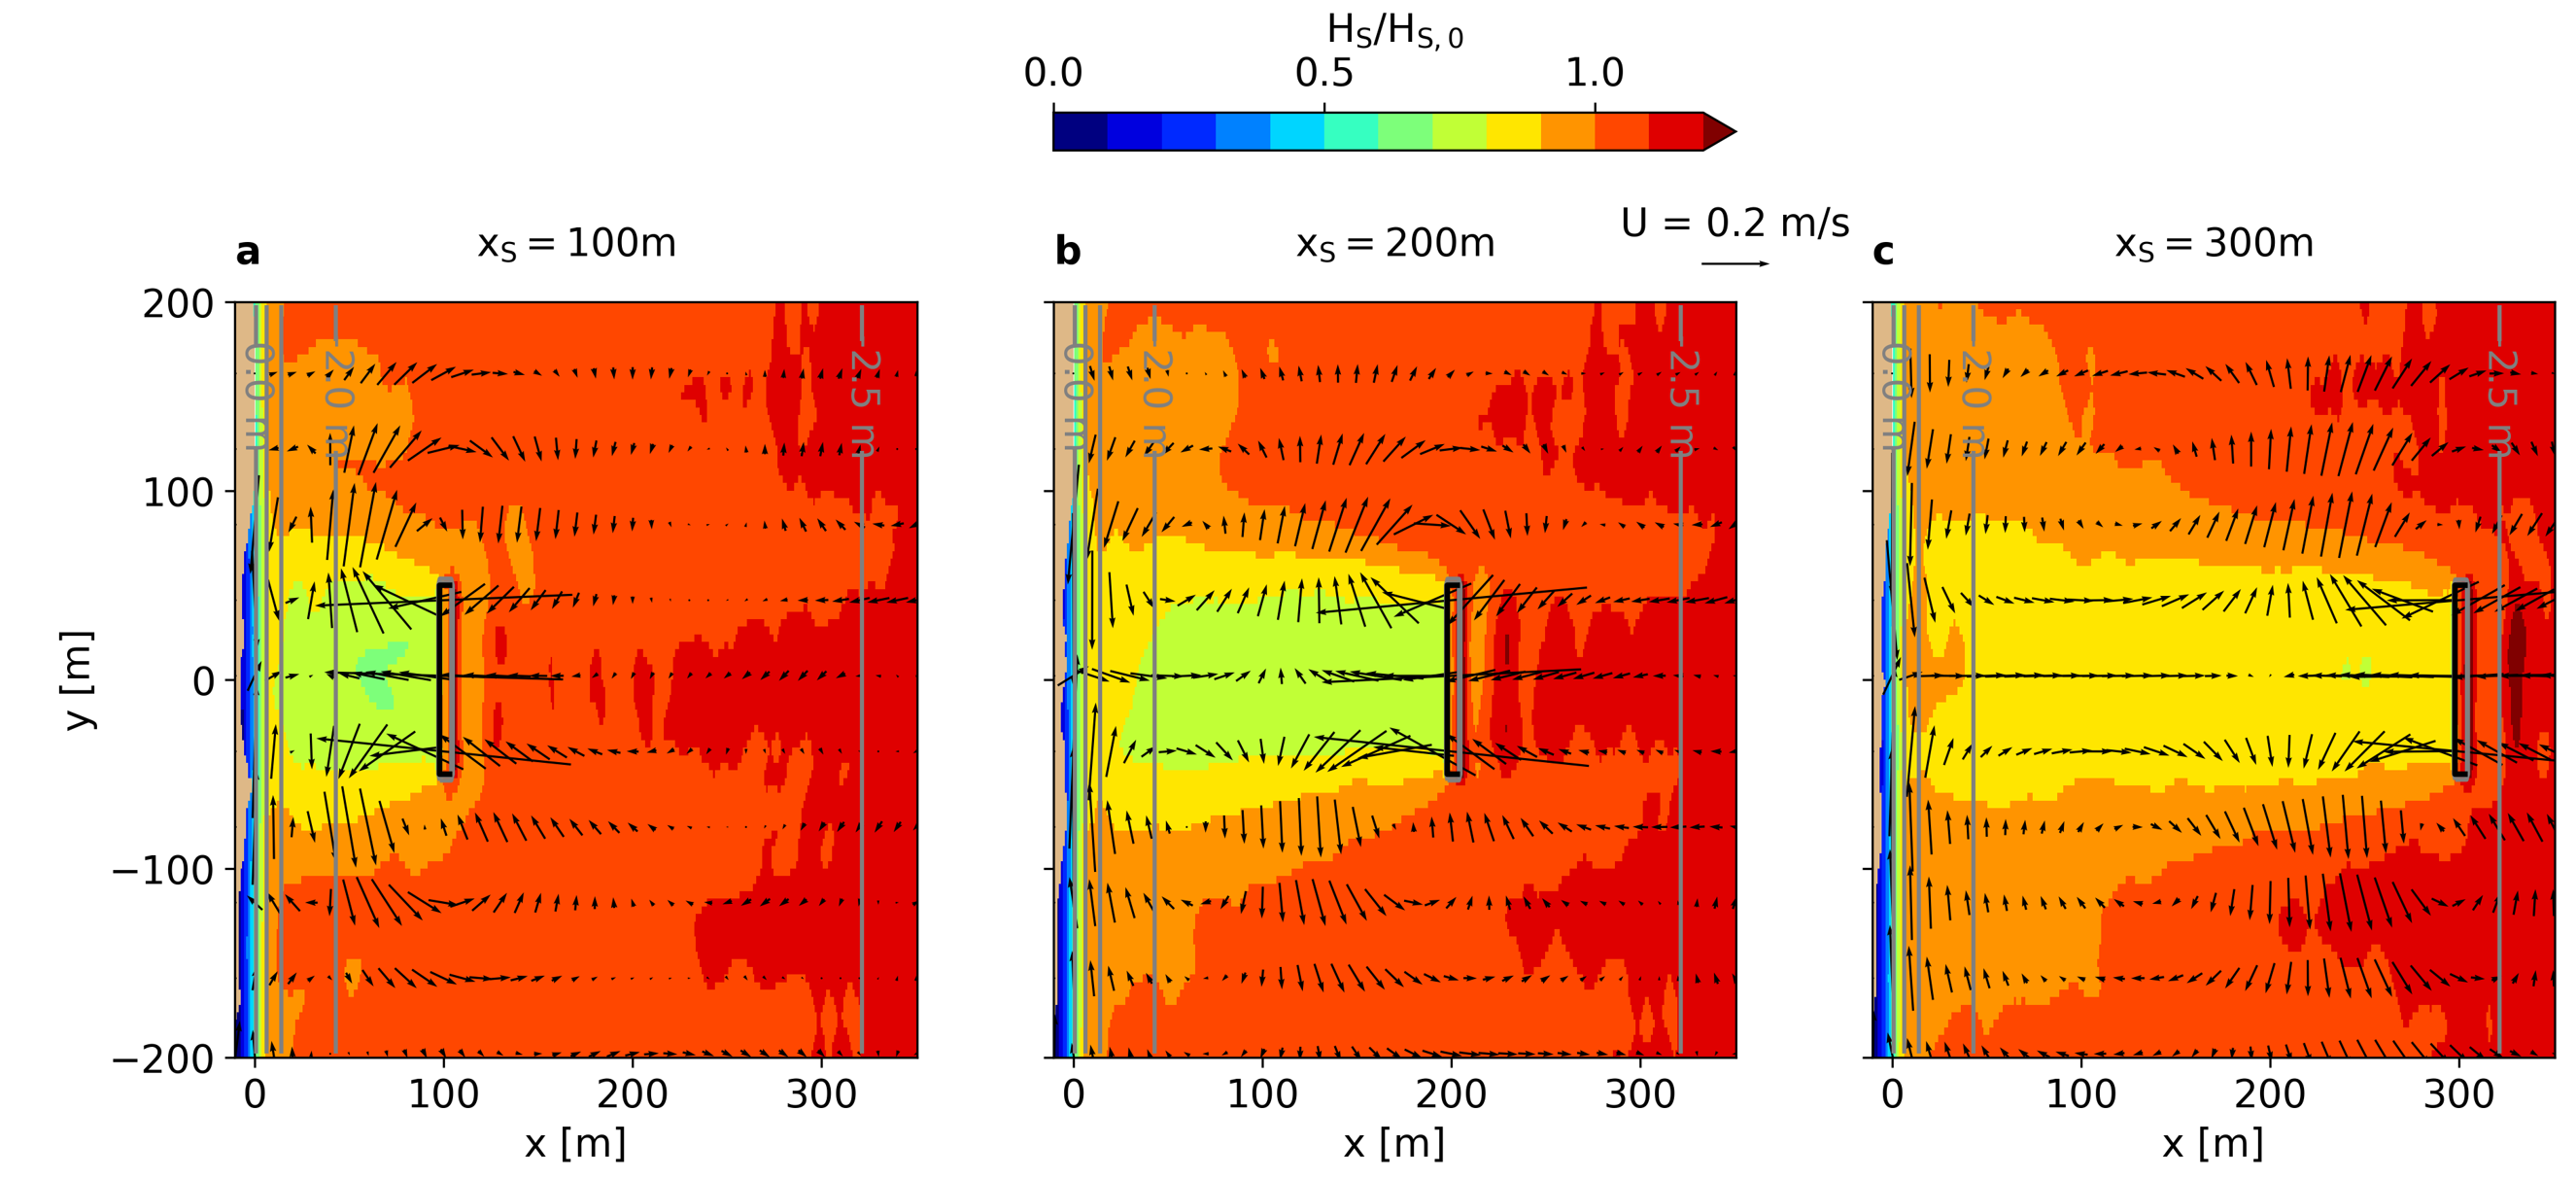 H_S/H_S, 0
0.0 0.5 1.0
U = 0.2 m/s
a x_S = 100m
b x_S = 200m
c x_S = 300m
200
100
0
−100
−200
y [m]
0.0 m
−2.0 m
−2.5 m
0.0 m
−2.0 m
−2.5 m
0.0 m
−2.0 m
−2.5 m
0 100 200 300
0 100 200 300
0 100 200 300
x [m]
x [m]
x [m]